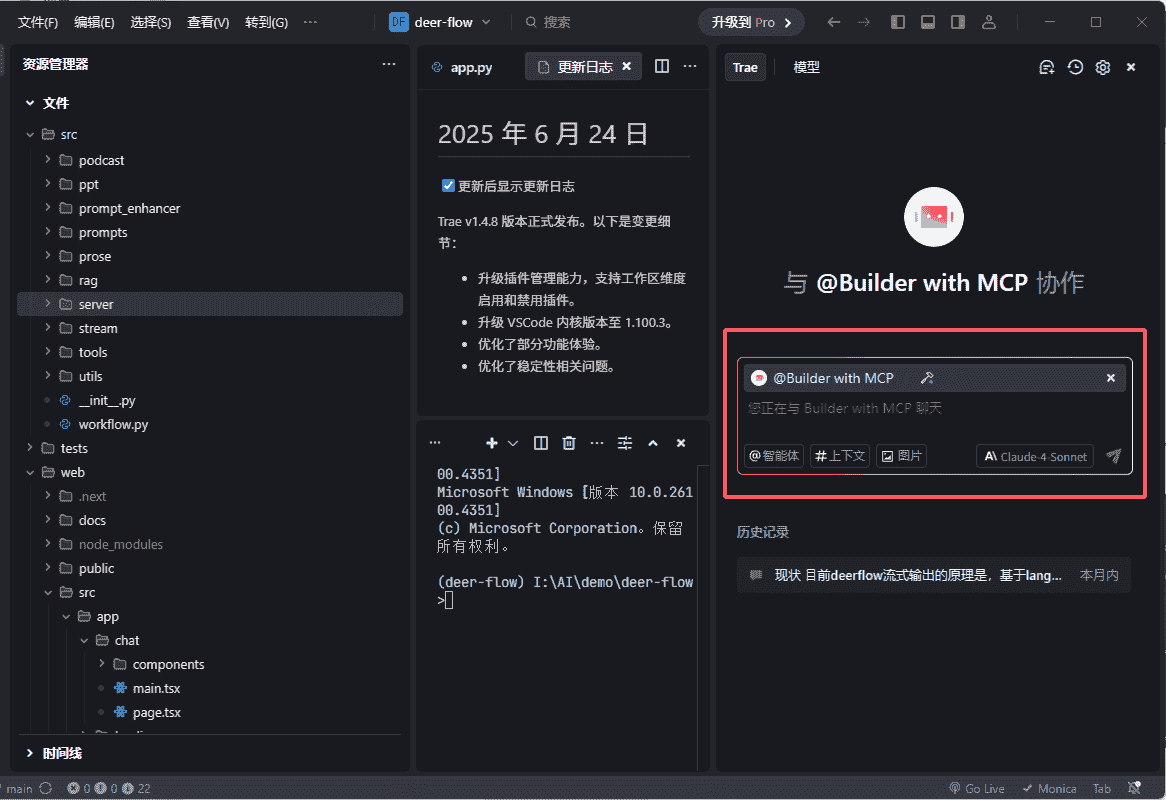 文件(F) 编辑(E) 选择(S) 查看(V) 转到(G) ··· DF deer-flow 搜索 升级到 Pro
资源管理器 ···
文件
src
podcast
ppt
prompt_enhancer
prompts
prose
rag
server
stream
tools
utils
__init__.py
workflow.py
tests
web
.next
docs
node_modules
public
src
app
chat
components
main.tsx
page.tsx
时间线
app.py 更新日志 ···
2025 年 6 月 24 日
更新后显示更新日志
Trae v1.4.8 版本正式发布。以下是变更细
节：
升级插件管理能力，支持工作区维度
启用和禁用插件。
升级 VSCode 内核版本至 1.100.3。
优化了部分功能体验。
优化了稳定性相关问题。
00.4351]
Microsoft Windows [版本 10.0.261
00.4351]
(c) Microsoft Corporation。保留
所有权利。
(deer-flow) I:\AI\demo\deer-flow
>
Trae 模型
与 @Builder with MCP 协作
@Builder with MCP
您正在与 Builder with MCP 聊天
@智能体 #上下文 图片 A\ Claude-4-Sonnet
历史记录
现状 目前deerflow流式输出的原理是，基于lang... 本月内
main 0 0 22 Go Live Monica Tab